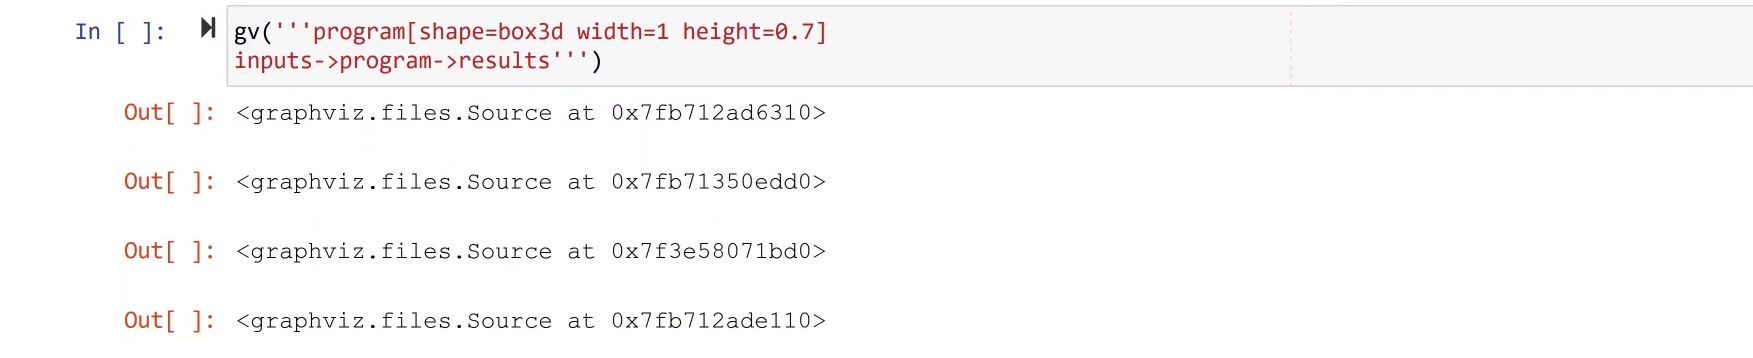 In [ ]: gv('''program[shape=box3d width=1 height=0.7]
inputs->program->results''')
Out[ ]: <graphviz.files.Source at 0x7fb712ad6310>
Out[ ]: <graphviz.files.Source at 0x7fb71350edd0>
Out[ ]: <graphviz.files.Source at 0x7f3e58071bd0>
Out[ ]: <graphviz.files.Source at 0x7fb712ade110>